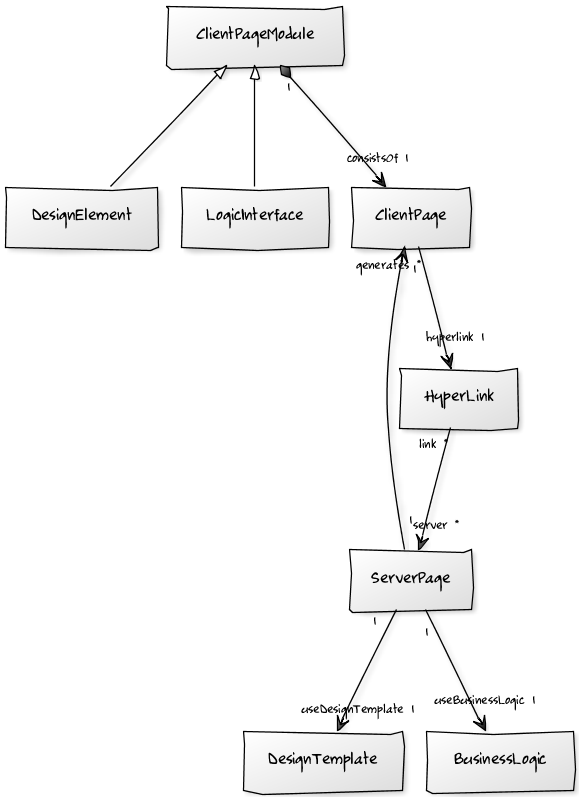 ClientPageModule
1
consistsOf 1
DesignElement
LogicInterface
ClientPage
generates *
1
hyperlink 1
HyperLink
link *
1
server *
ServerPage
1
1
useDesignTemplate 1
useBusinessLogic 1
DesignTemplate
BusinessLogic